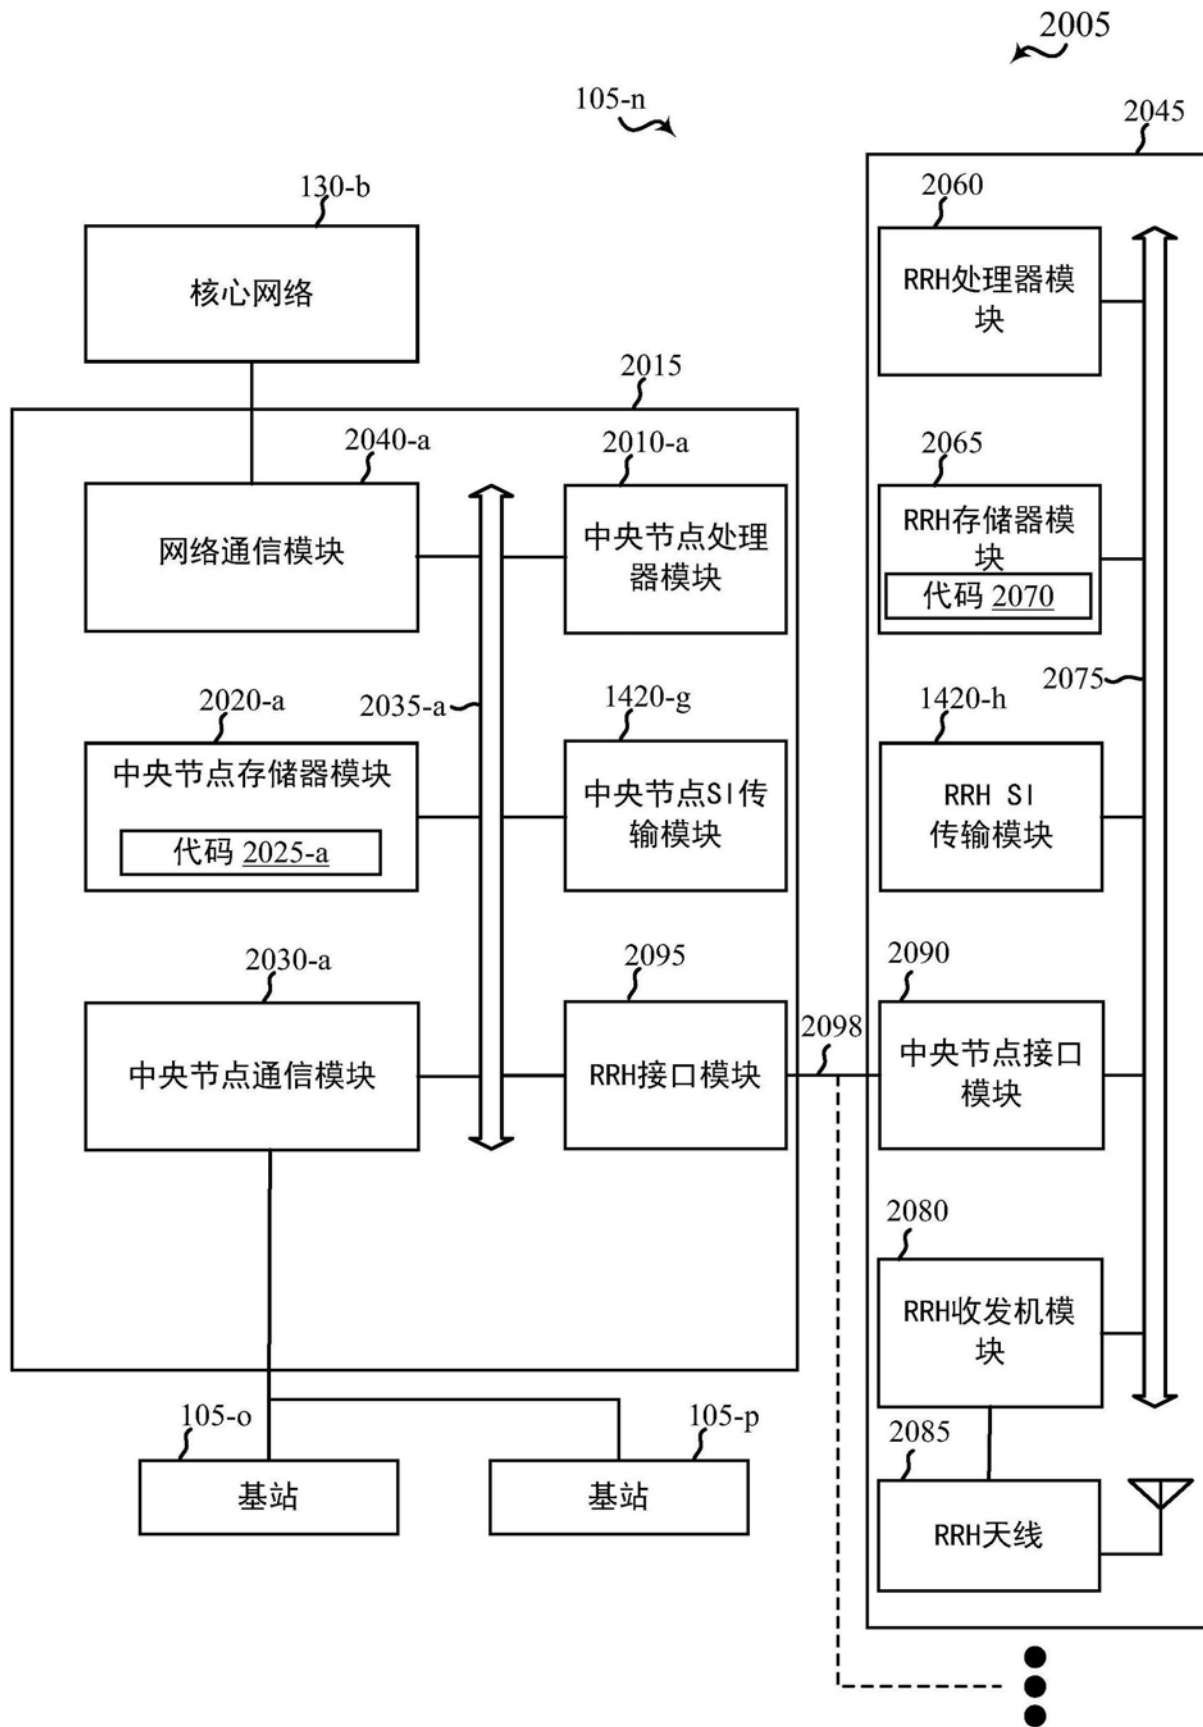 2005
105-n
2045
130-b
核心网络
2060
RRH处理器模
块
2015
2040-a
网络通信模块
2010-a
中央节点处理
器模块
2065
RRH存储器模
块
代码 2070
2020-a
中央节点存储器模块
代码 2025-a
2035-a
1420-g
中央节点SI传
输模块
2075
1420-h
RRH SI
传输模块
2030-a
中央节点通信模块
2095
RRH接口模块
2098
2090
中央节点接口
模块
2080
RRH收发机模
块
105-o
基站
105-p
基站
2085
RRH天线